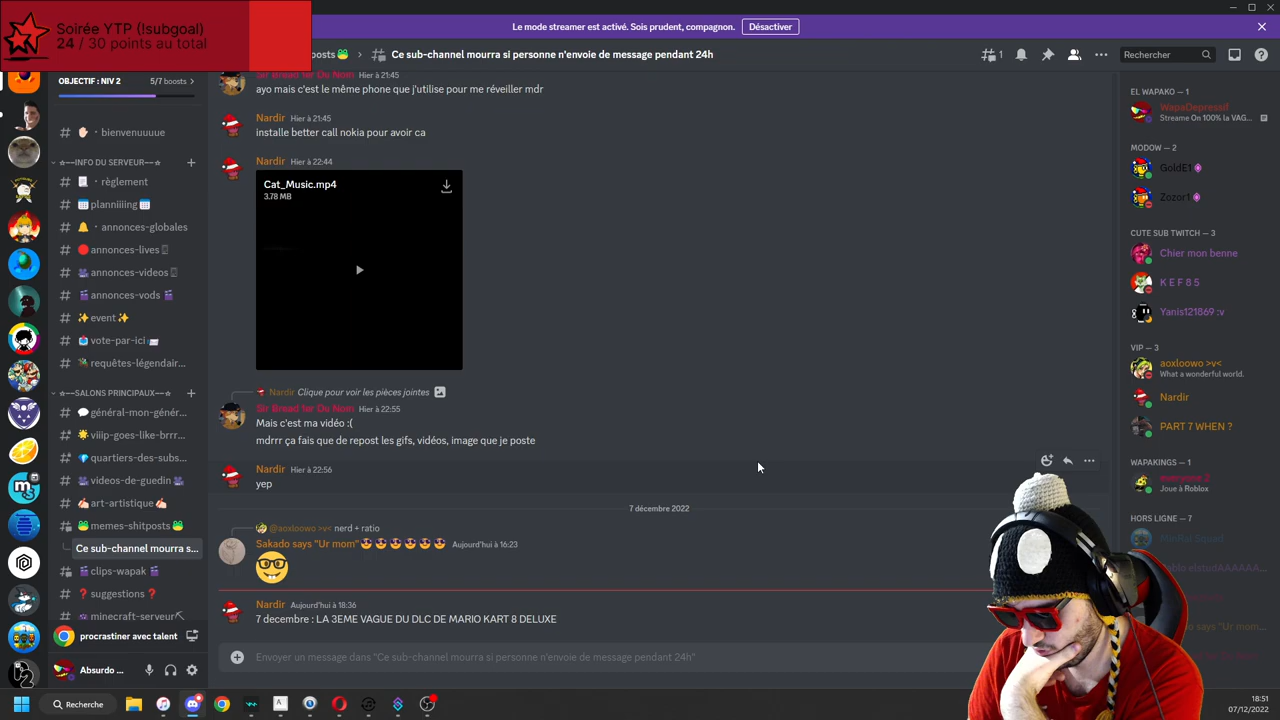 Soirée YTP (!subgoal)
24 / 30 points au total
Le mode streamer est activé. Sois prudent, compagnon.
Désactiver
posts🐸 >
Ce sub-channel mourra si personne n'envoie de message pendant 24h
1
Rechercher
OBJECTIF : NIV 2
5/7 boosts >
bienvenuuuue
☆~~INFO DU SERVEUR~~☆
règlement
planniiiing
annonces-globales
annonces-lives
annonces-videos
annonces-vods
✨event✨
vote-par-ici
requêtes-légendair...
☆~~SALONS PRINCIPAUX~~☆
général-mon-génér...
viiip-goes-like-brrr...
quartiers-des-subs...
videos-de-guedin
art-artistique
memes-shitposts
Ce sub-channel mourra s...
clips-wapak
❓suggestions❓
minecraft-serveur⛏
procrastiner avec talent
Absurdo ...
Sir Bread 1er Du Nom Hier à 21:45
ayo mais c'est le même phone que j'utilise pour me réveiller mdr
Nardir Hier à 21:45
installe better call nokia pour avoir ca
Nardir Hier à 22:44
Cat_Music.mp4
3.78 MB
Nardir Clique pour voir les pièces jointes
Sir Bread 1er Du Nom Hier à 22:55
Mais c'est ma vidéo :(
mdrrr ça fais que de repost les gifs, vidéos, image que je poste
Nardir Hier à 22:56
yep
7 décembre 2022
@aoxloowo >v< nerd + ratio
Sakado says "Ur mom"😎😎😎😎😎😎 Aujourd'hui à 16:23
🤓
Nardir Aujourd'hui à 18:36
7 decembre : LA 3EME VAGUE DU DLC DE MARIO KART 8 DELUXE
Envoyer un message dans "Ce sub-channel mourra si personne n'envoie de message pendant 24h"
EL WAPAKO — 1
WapaDepressif
Streame On 100% la VAG...
MODOW — 2
GoldE1
Zozor1
CUTE SUB TWITCH — 3
Chier mon benne
K E F 8 5
Yanis121869 :v
VIP — 3
aoxloowo >v<
What a wonderful world.
Nardir
PART 7 WHEN ?
WAPAKINGS — 1
everyone 2
Joue à Roblox
HORS LIGNE — 7
says "Ur mom...
Recherche
18:51
07/12/2022